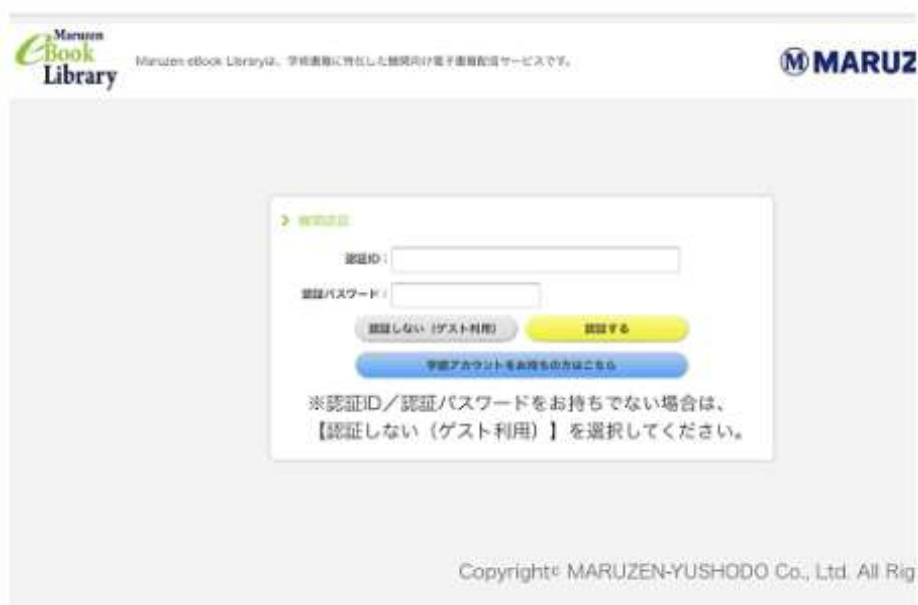 Maruzen
eBook
Library
Maruzen eBook Libraryは、学術書籍に特化した機関向け電子書籍配信サービスです。
MARUZ
機関認証
認証ID：
認証パスワード：
認証しない（ゲスト利用）
認証する
学認アカウントをお持ちの方はこちら
※認証ID／認証パスワードをお持ちでない場合は、
【認証しない（ゲスト利用）】を選択してください。
Copyright© MARUZEN-YUSHODO Co., Ltd. All Rig